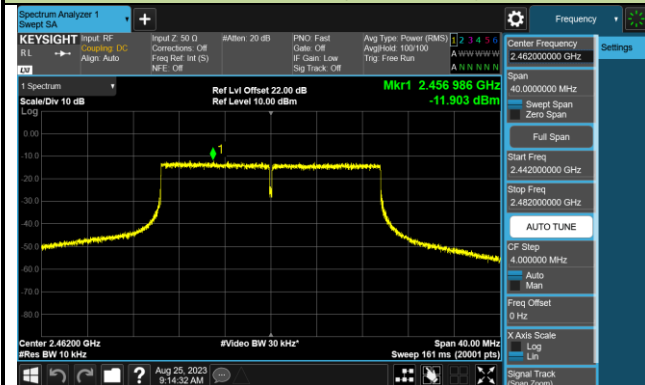 Spectrum Analyzer 1
Swept SA
+
Frequency
KEYSIGHT
RL
Input: RF
Coupling: DC
Align: Auto
Input Z: 50 Ω
Corrections: Off
Freq Ref: Int (S)
NFE: Off
#Atten: 20 dB
PNO: Fast
Gate: Off
IF Gain: Low
Sig Track: Off
Avg Type: Power (RMS)
Avg|Hold: 100/100
Trig: Free Run
1 2 3 4 5 6
A W W W W W
A N N N N N
1 Spectrum
Scale/Div 10 dB
Log
Ref Lvl Offset 22.00 dB
Ref Level 10.00 dBm
Mkr1 2.456 986 GHz
-11.903 dBm
1
0.00
-10.0
-20.0
-30.0
-40.0
-50.0
-60.0
-70.0
-80.0
Center 2.46200 GHz
#Res BW 10 kHz
#Video BW 30 kHz*
Span 40.00 MHz
Sweep 161 ms (20001 pts)
Aug 25, 2023
9:14:32 AM
Center Frequency
2.462000000 GHz
Settings
Span
40.0000000 MHz
Swept Span
Zero Span
Full Span
Start Freq
2.442000000 GHz
Stop Freq
2.482000000 GHz
AUTO TUNE
CF Step
4.000000 MHz
Auto
Man
Freq Offset
0 Hz
X Axis Scale
Log
Lin
Signal Track
(Span Zoom)